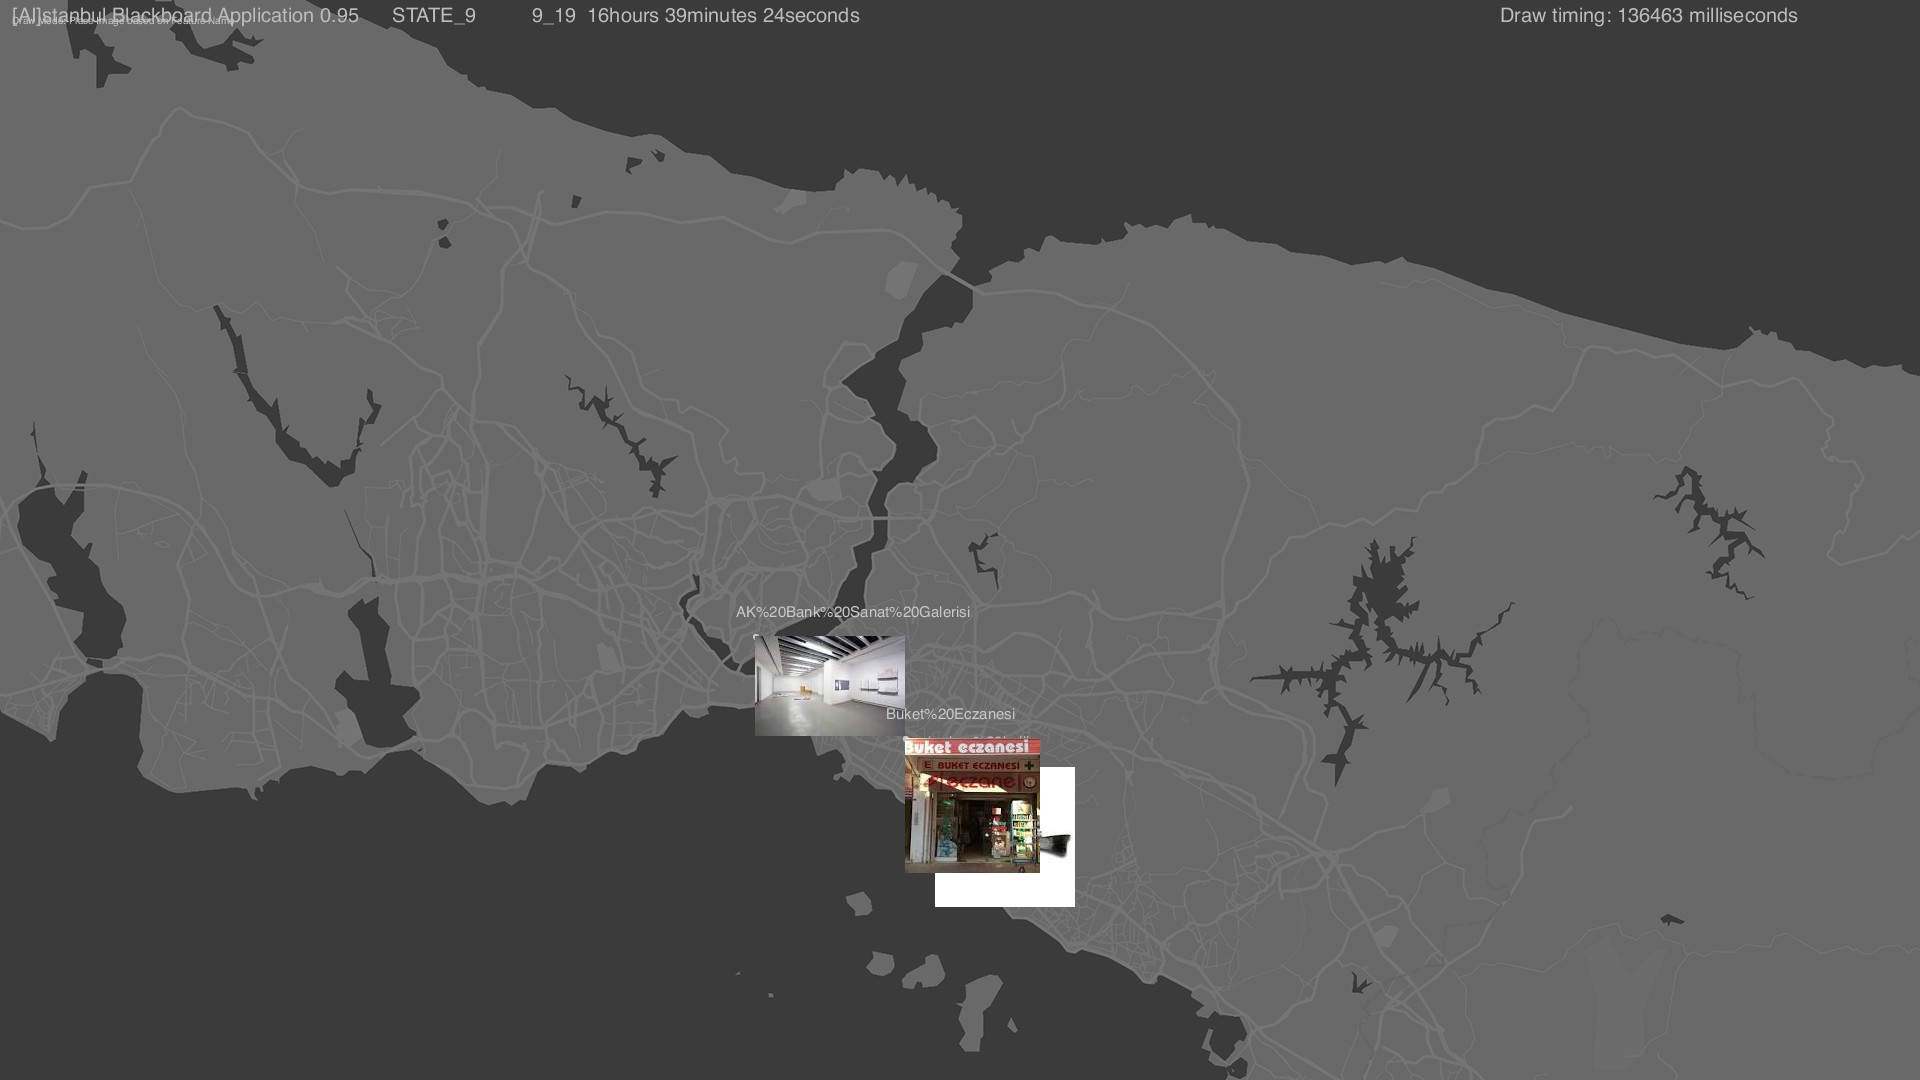 [AI]stanbul Blackboard Application 0.95 STATE_9 9_19 16hours 39minutes 24seconds Draw timing: 136463 milliseconds
AK%20Bank%20Sanat%20Galerisi
Buket%20Eczanesi
Buket eczanesi
E BUKET ECZANESİ
eczane